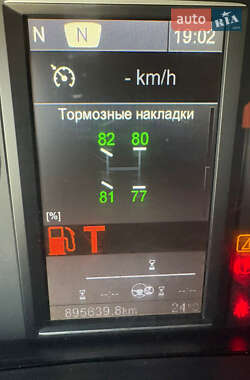 AUTO RIA
N N 19:02
- km/h
Тормозные накладки
82 80
81 77
[%]
T
--:-- --:--
895639.8km 24°C